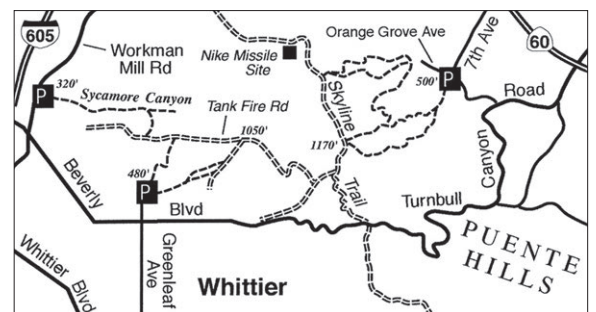 605
Workman
Mill Rd
Nike Missile
Site
Orange Grove Ave
7th Ave
60
P
320'
Sycamore Canyon
Tank Fire Rd
1050'
Skyline
Trail
1170'
500'
P
Road
Canyon
Turnbull
480'
P
Beverly
Blvd
Greenleaf
Ave
Whittier Blvd
Whittier
PUENTE
HILLS